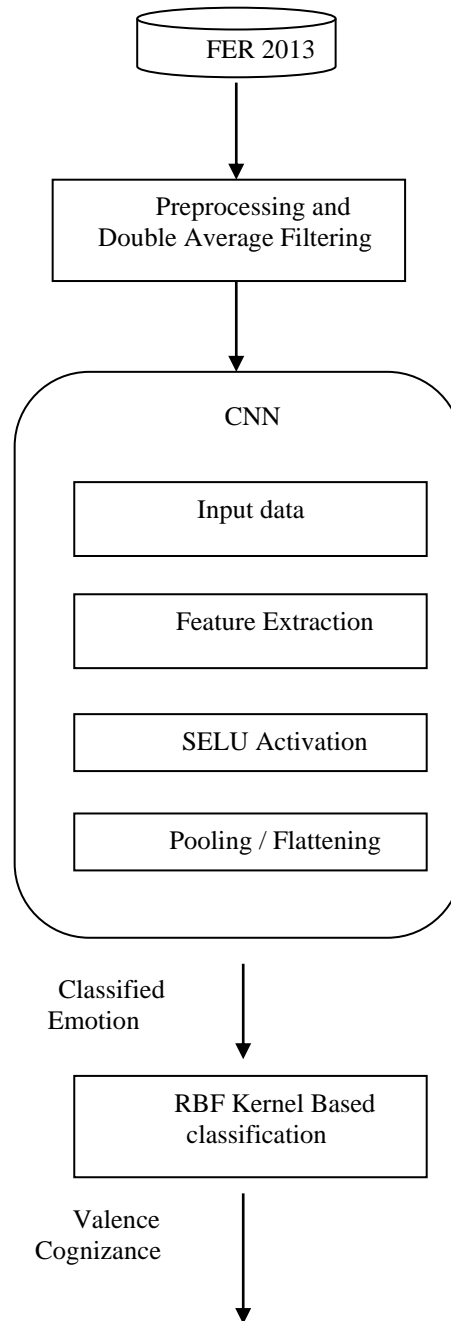 FER 2013
Preprocessing and
Double Average Filtering
CNN
Input data
Feature Extraction
SELU Activation
Pooling / Flattening
Classified
Emotion
RBF Kernel Based
classification
Valence
Cognizance